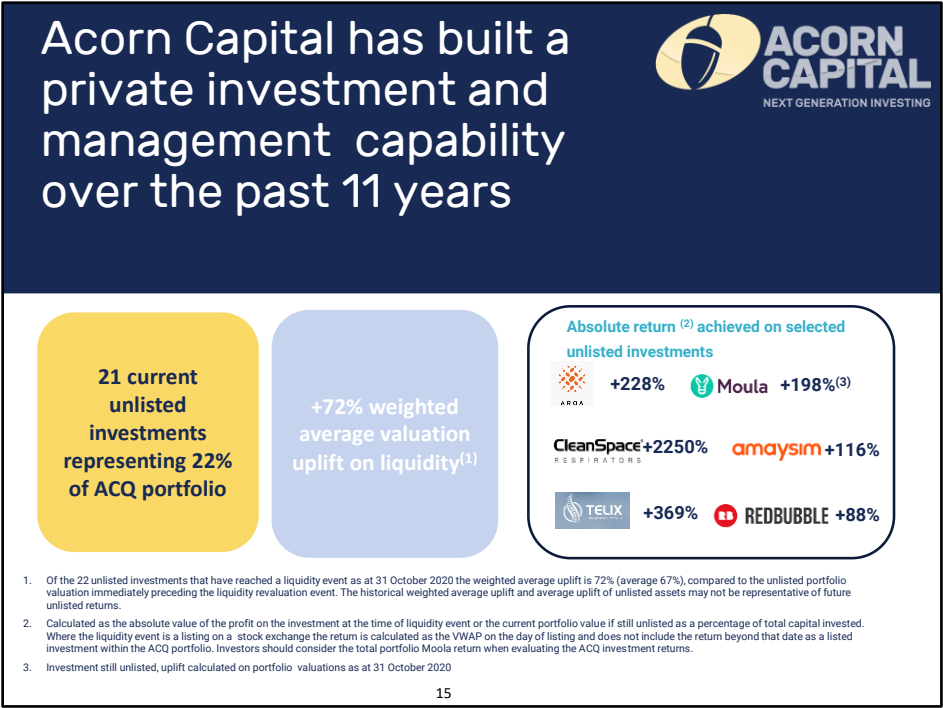 Acorn Capital has built a
private investment and
management capability
over the past 11 years
ACORN
CAPITAL
NEXT GENERATION INVESTING
21 current
unlisted
investments
representing 22%
of ACQ portfolio
+72% weighted
average valuation
uplift on liquidity(1)
Absolute return (2) achieved on selected
unlisted investments
ARQA
+228%
Moula
+198%(3)
CleanSpace
RESPIRATORS
+2250%
amaysim
+116%
TELIX
+369%
RB
REDBUBBLE
+88%
1. Of the 22 unlisted investments that have reached a liquidity event as at 31 October 2020 the weighted average uplift is 72% (average 67%), compared to the unlisted portfolio
valuation immediately preceding the liquidity revaluation event. The historical weighted average uplift and average uplift of unlisted assets may not be representative of future
unlisted returns.
2. Calculated as the absolute value of the profit on the investment at the time of liquidity event or the current portfolio value if still unlisted as a percentage of total capital invested.
Where the liquidity event is a listing on a stock exchange the return is calculated as the VWAP on the day of listing and does not include the return beyond that date as a listed
investment within the ACQ portfolio. Investors should consider the total portfolio Moola return when evaluating the ACQ investment returns.
3. Investment still unlisted, uplift calculated on portfolio valuations as at 31 October 2020
15